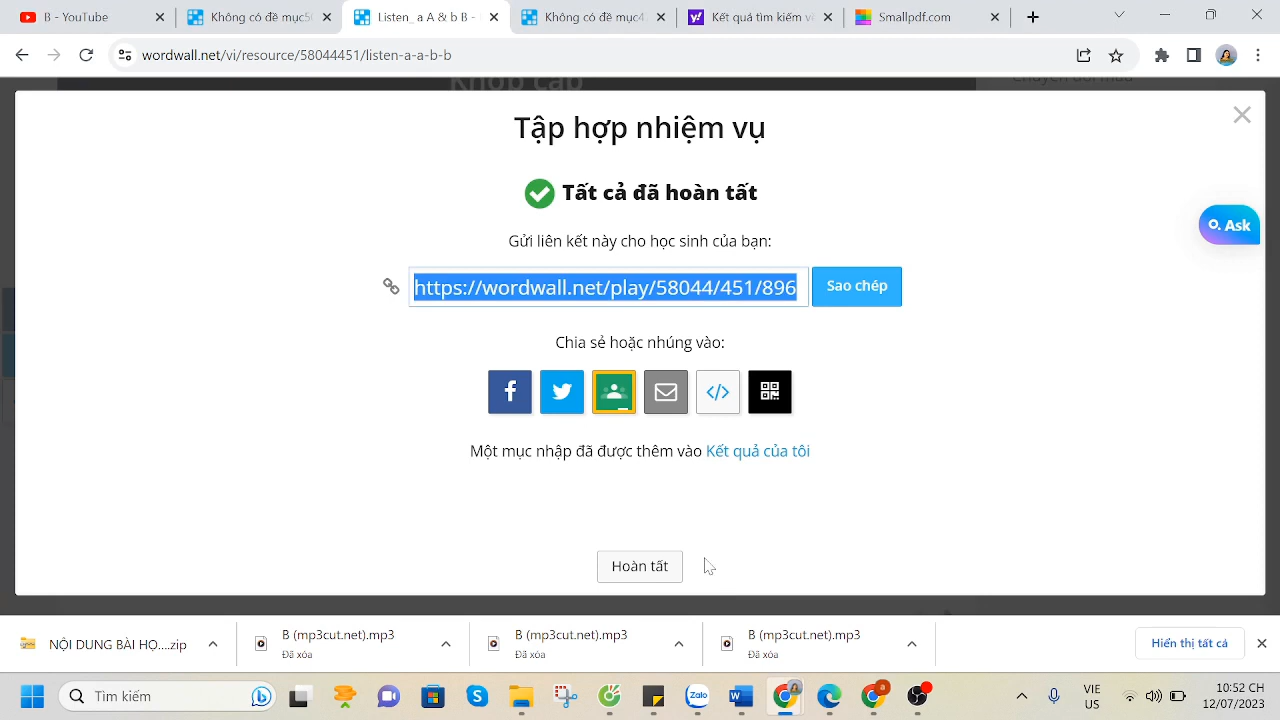 B - YouTube
Không có đề mục5
Listen_ a A & b B -
Không có đề mục4
Yahoo
Smallpdf.com
wordwall.net/vi/resource/58044451/listen-a-a-b-b
Khớp cặp
Tập hợp nhiệm vụ
Tất cả đã hoàn tất
Ask
Gửi liên kết này cho học sinh của bạn:
https://wordwall.net/play/58044/451/896
Sao chép
Chia sẻ hoặc nhúng vào:
Một mục nhập đã được thêm vào Kết quả của tôi
Hoàn tất
NỘI DUNG BÀI HỌ....zip
B (mp3cut.net).mp3
Đã xóa
B (mp3cut.net).mp3
Đã xóa
B (mp3cut.net).mp3
Đã xóa
Hiển thị tất cả
Tìm kiếm
Zalo
VIE
US
10:52 CH
12/07/2023